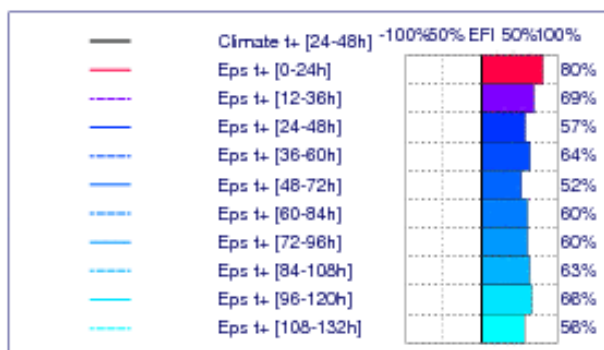 Climate t+ [24-48h] -100%50% EFI 50%100%
Eps t+ [0-24h] 80%
Eps t+ [12-36h] 69%
Eps t+ [24-48h] 57%
Eps t+ [36-60h] 64%
Eps t+ [48-72h] 52%
Eps t+ [60-84h] 60%
Eps t+ [72-96h] 60%
Eps t+ [84-108h] 63%
Eps t+ [96-120h] 66%
Eps t+ [108-132h] 56%